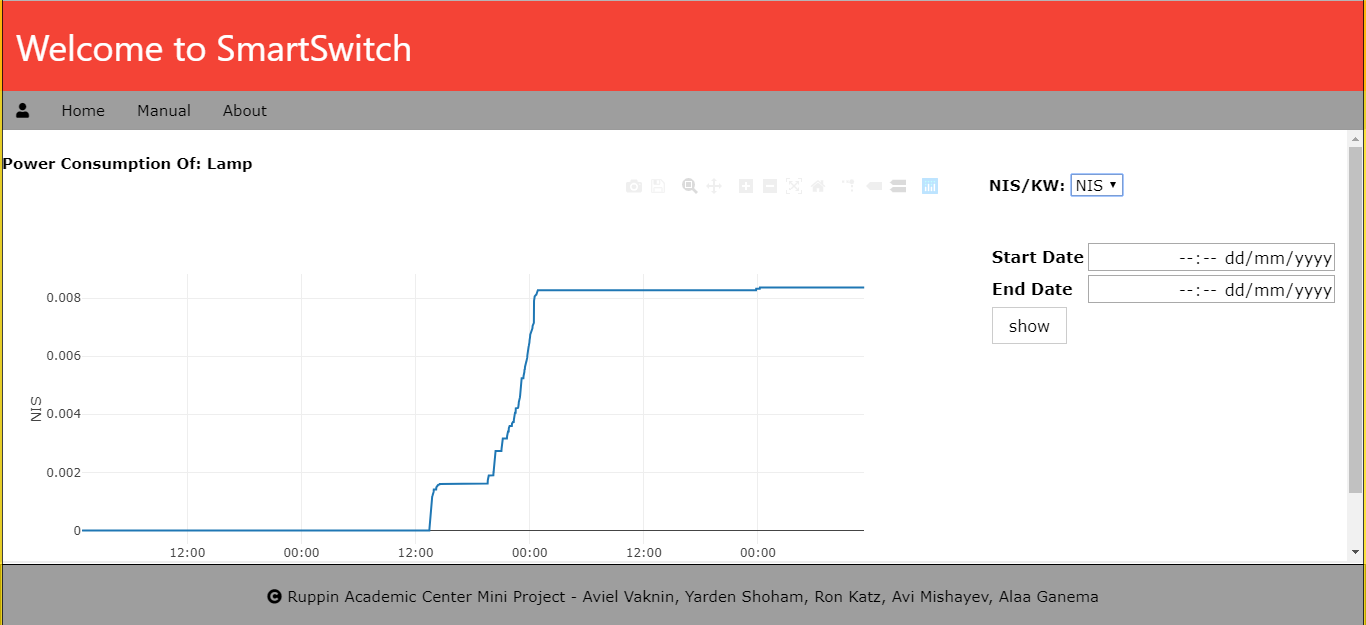 Welcome to SmartSwitch
Home Manual About
Power Consumption Of: Lamp
NIS/KW: NIS
Start Date --:-- dd/mm/yyyy
End Date --:-- dd/mm/yyyy
show
NIS
0.008
0.006
0.004
0.002
0
12:00 00:00 12:00 00:00 12:00 00:00
Ruppin Academic Center Mini Project - Aviel Vaknin, Yarden Shoham, Ron Katz, Avi Mishayev, Alaa Ganema